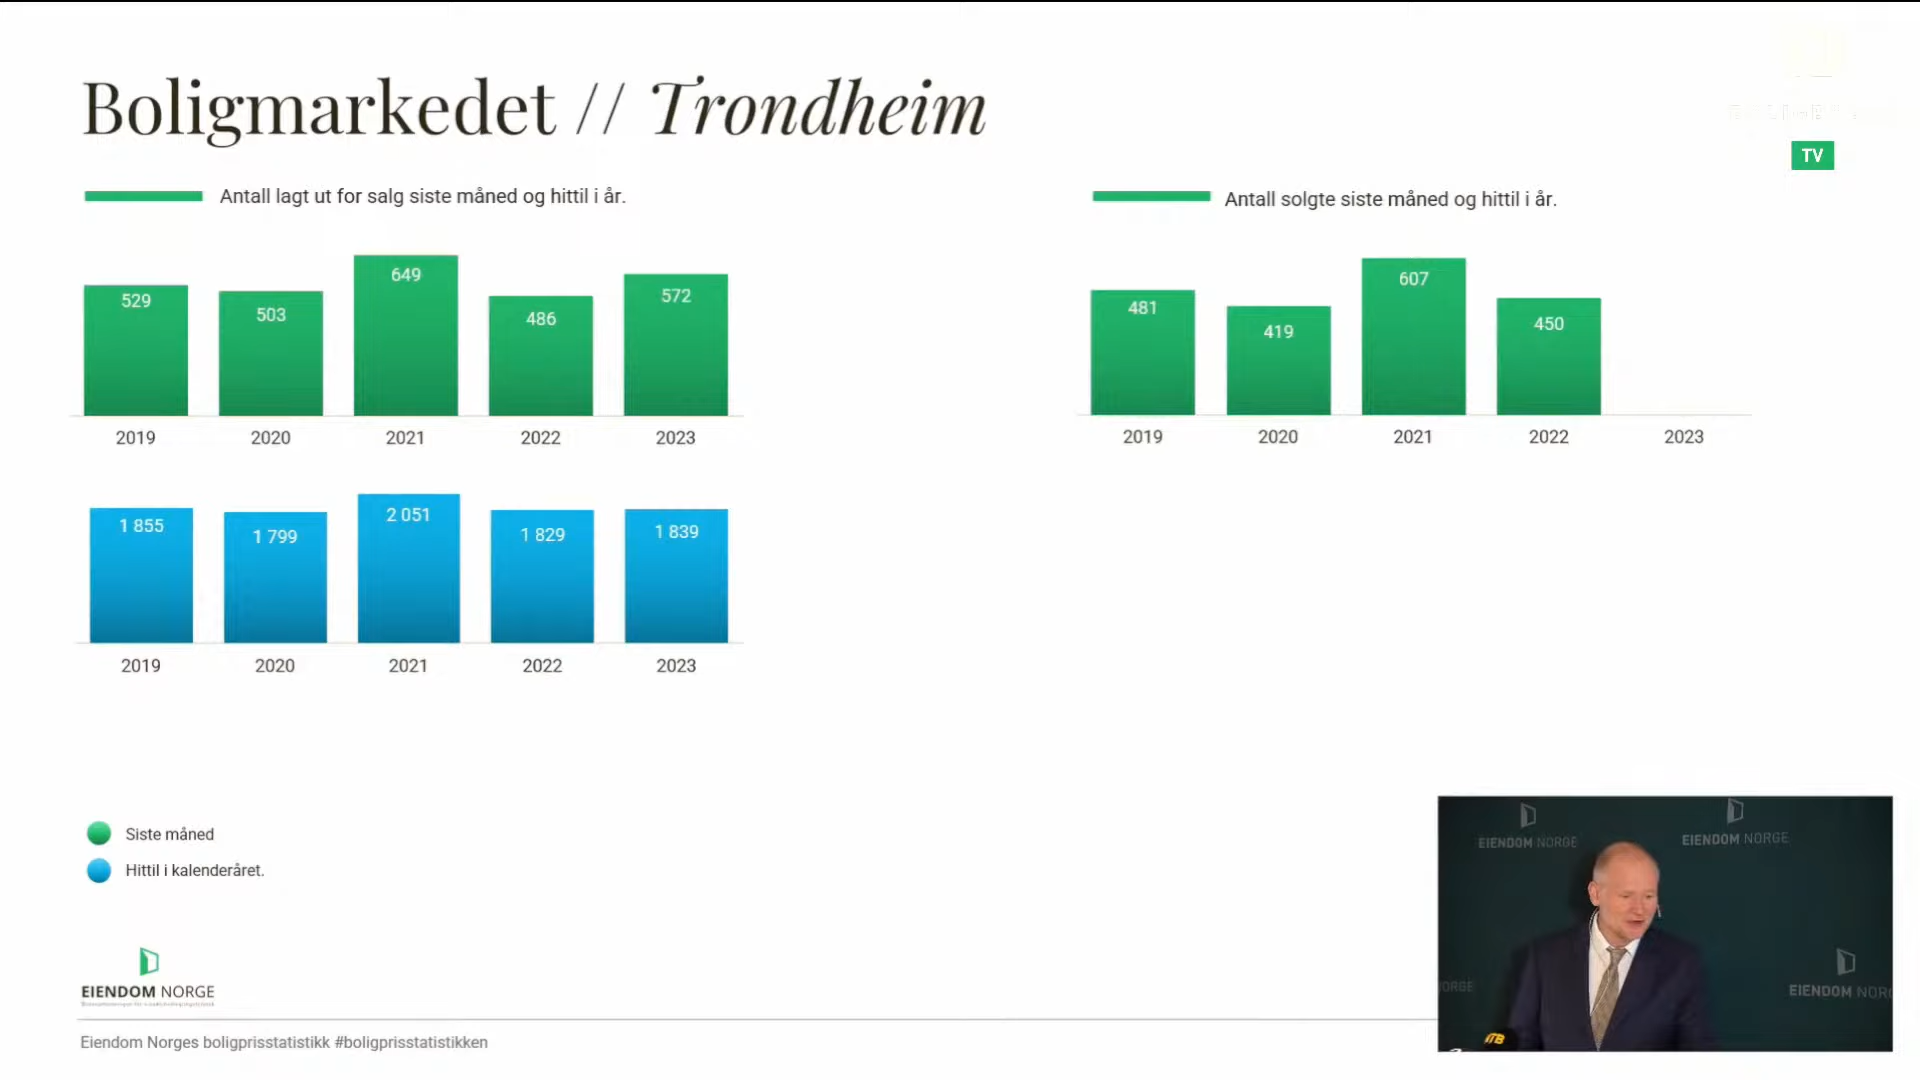 Boligmarkedet // Trondheim
TV
Antall lagt ut for salg siste måned og hittil i år.
529
503
649
486
572
2019
2020
2021
2022
2023
1 855
1 799
2 051
1 829
1 839
2019
2020
2021
2022
2023
Antall solgte siste måned og hittil i år.
481
419
607
450
2019
2020
2021
2022
2023
Siste måned
Hittil i kalenderåret.
EIENDOM NORGE
Eiendom Norges boligprisstatistikk #boligprisstatistikken
EIENDOM NORGE
EIENDOM NORGE
ORGE
EIENDOM NORG